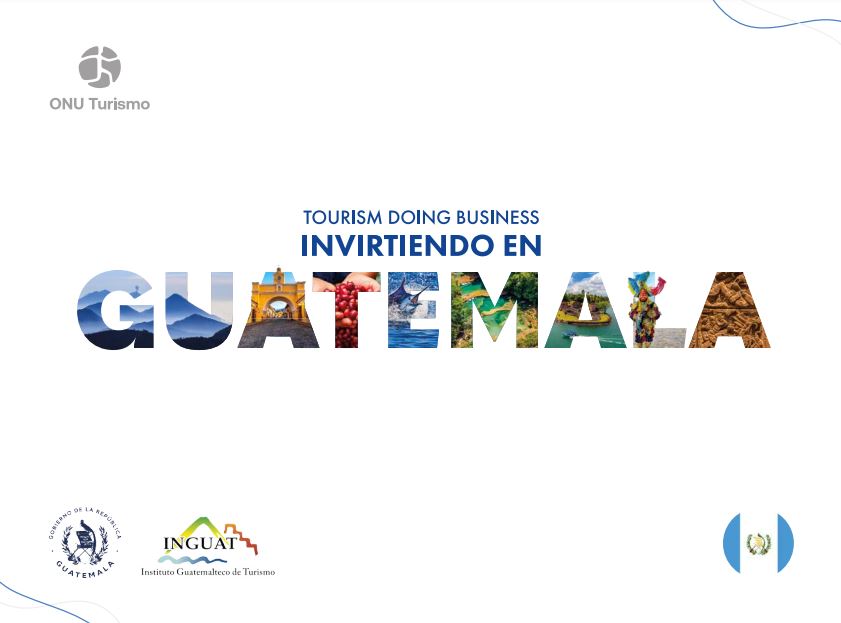 ONU Turismo
TOURISM DOING BUSINESS
INVIRTIENDO EN
GUATEMALA
GOBIERNO DE LA REPÚBLICA
GUATEMALA
INGUAT
Instituto Guatemalteco de Turismo